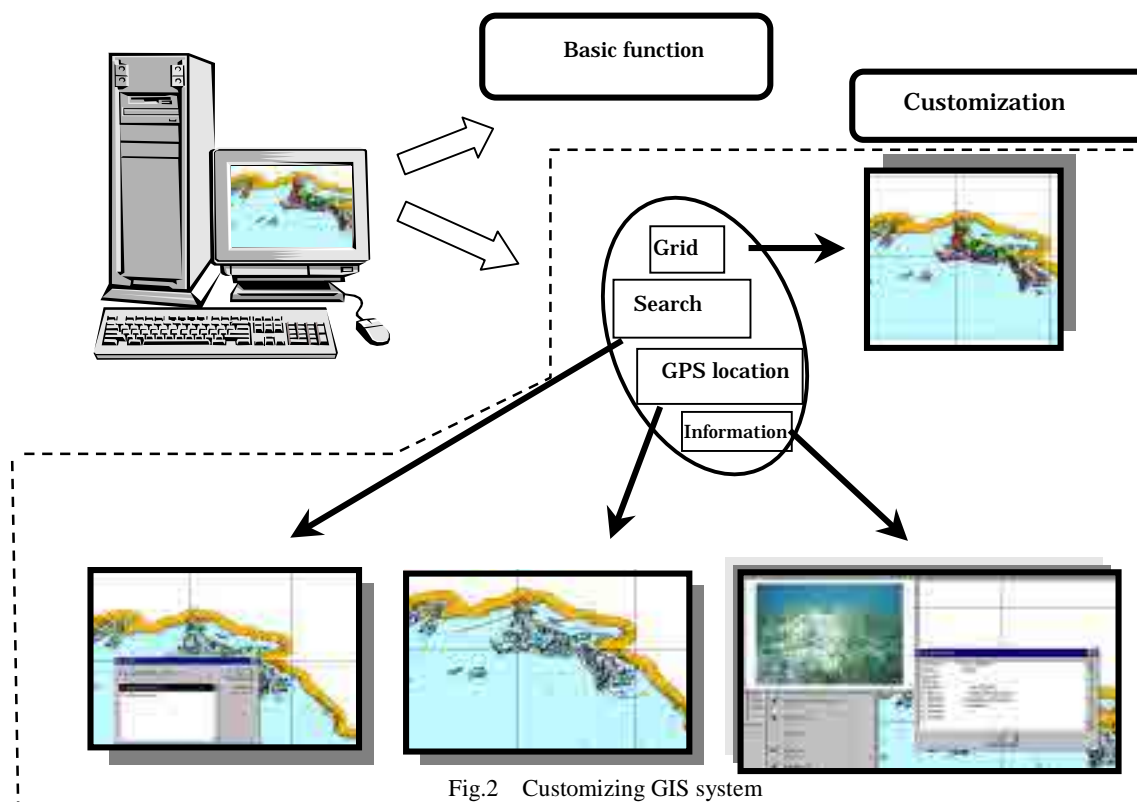 Basic function
Customization
Grid
Search
GPS location
Information
Fig.2 Customizing GIS system